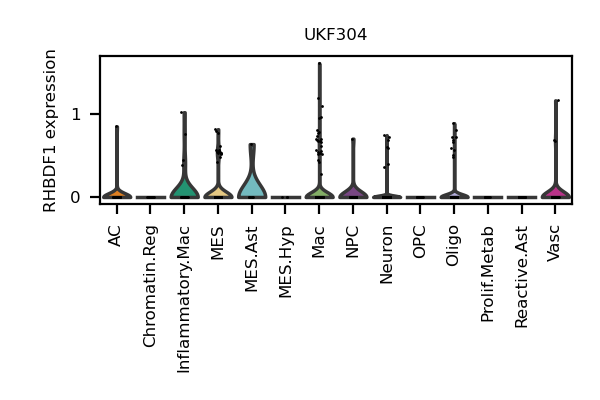 UKF304
RHBDF1 expression
1
0
AC
Chromatin.Reg
Inflammatory.Mac
MES
MES.Ast
MES.Hyp
Mac
NPC
Neuron
OPC
Oligo
Prolif.Metab
Reactive.Ast
Vasc